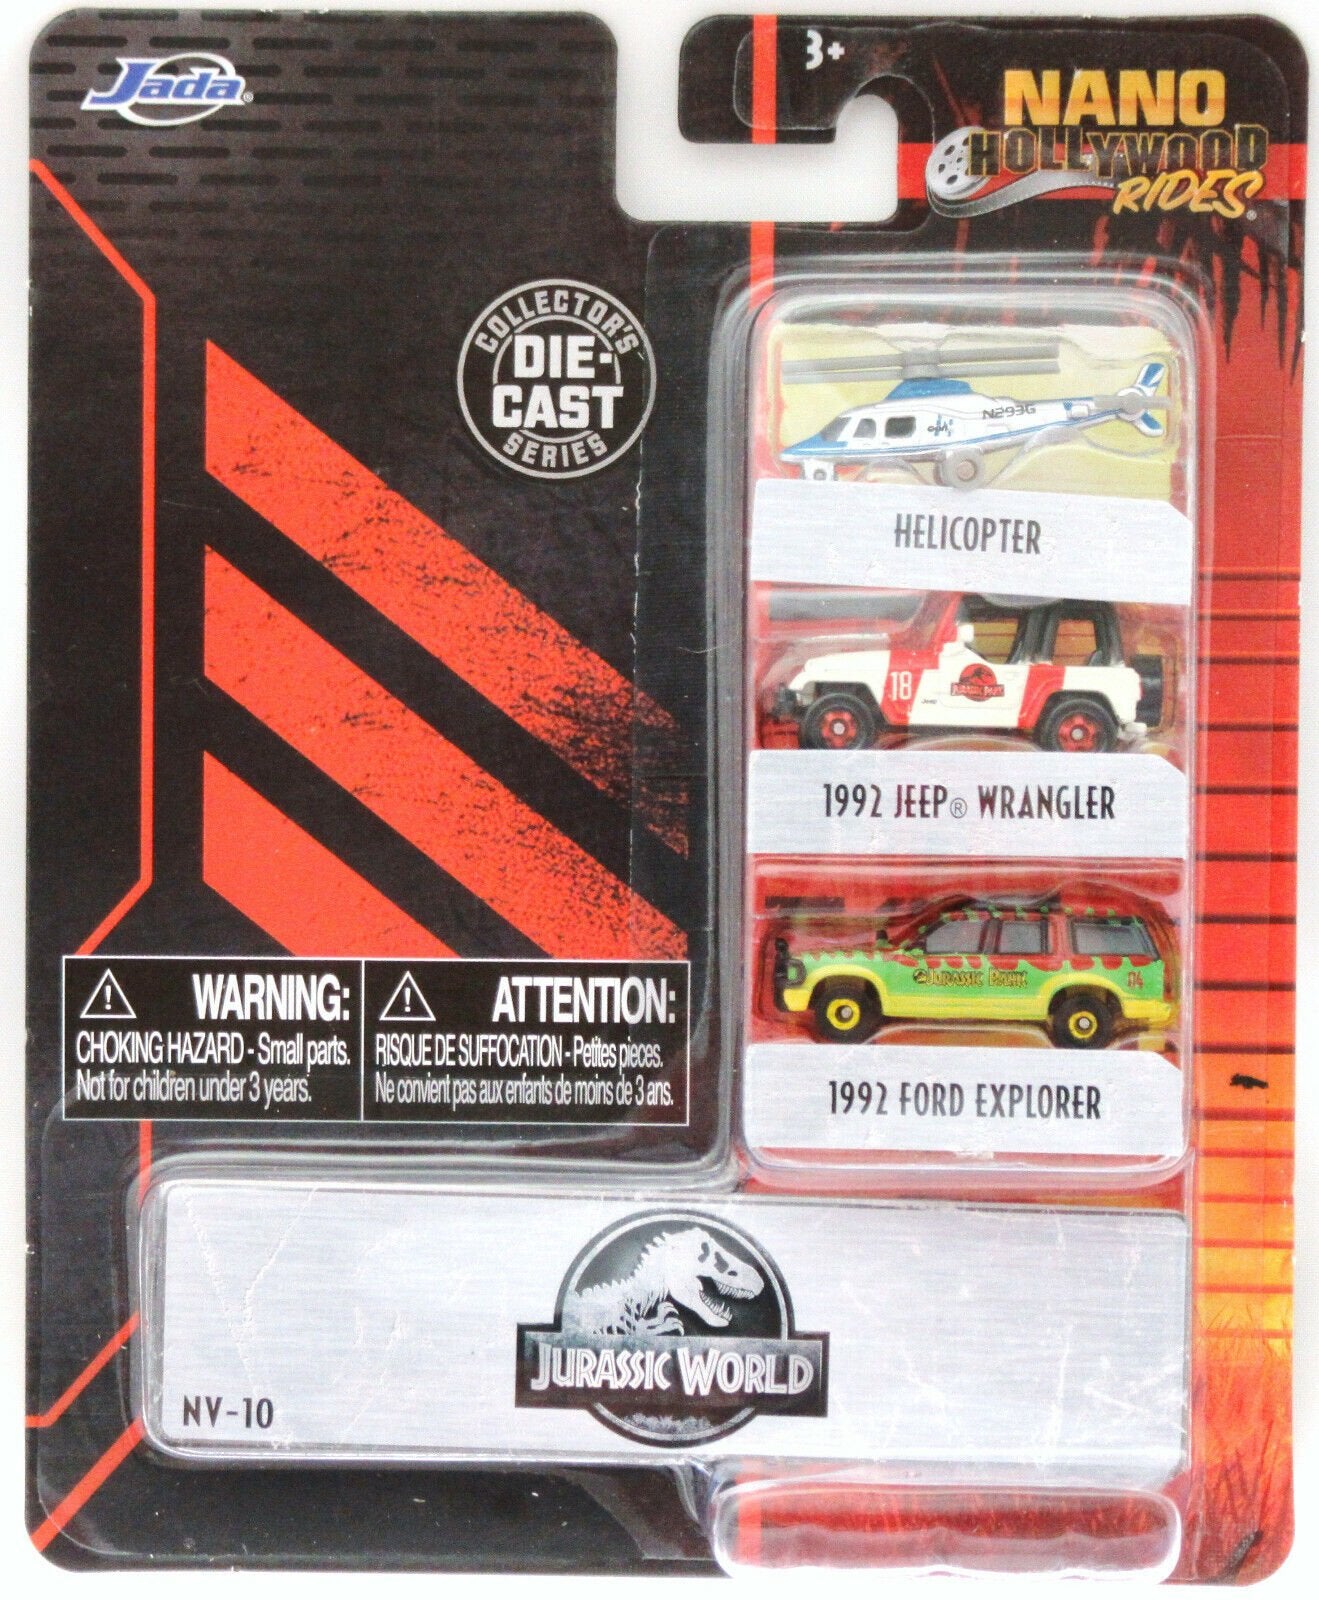 Jada®
3+
NANO
HOLLYWOOD
RIDES®
COLLECTOR'S
DIE-
CAST
SERIES
N293G
HELICOPTER
18
JURASSIC PARK
Jeep
1992 JEEP® WRANGLER
JURASSIC PARK
04
1992 FORD EXPLORER
WARNING:
CHOKING HAZARD - Small parts.
Not for children under 3 years.
ATTENTION:
RISQUE DE SUFFOCATION - Petites pièces.
Ne convient pas aux enfants de moins de 3 ans.
JURASSIC WORLD
NV-10